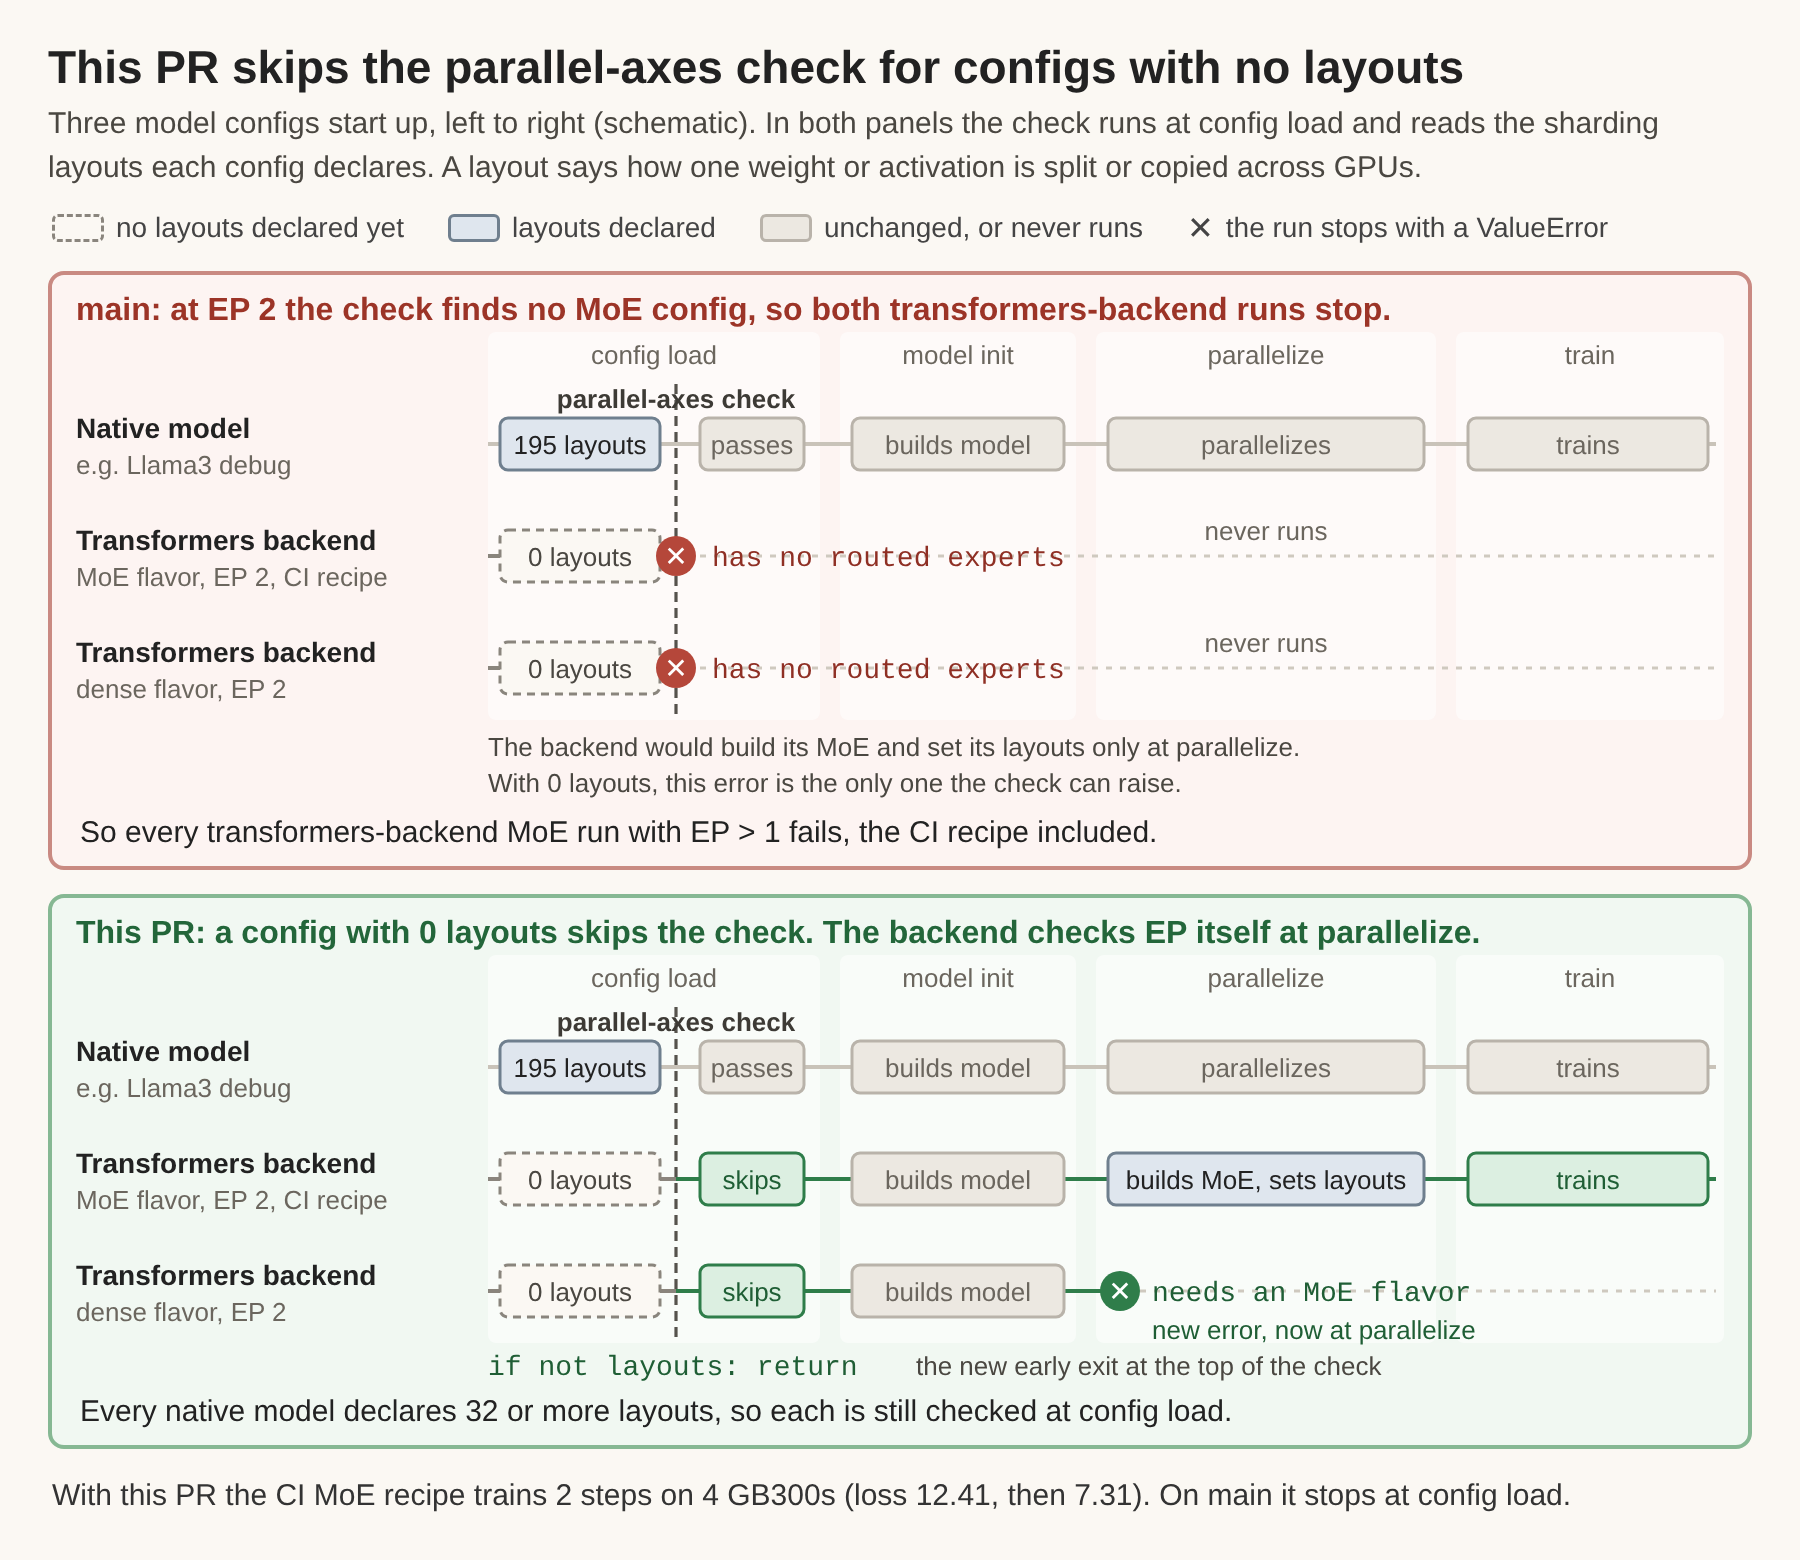 This PR skips the parallel-axes check for configs with no layouts
Three model configs start up, left to right (schematic). In both panels the check runs at config load and reads the sharding
layouts each config declares. A layout says how one weight or activation is split or copied across GPUs.
no layouts declared yet layouts declared unchanged, or never runs ✕ the run stops with a ValueError
main: at EP 2 the check finds no MoE config, so both transformers-backend runs stop.
config load model init parallelize train
parallel-axes check
Native model
195 layouts passes builds model parallelizes trains
e.g. Llama3 debug
never runs
Transformers backend
0 layouts ✕ has no routed experts
MoE flavor, EP 2, CI recipe
never runs
Transformers backend
0 layouts ✕ has no routed experts
dense flavor, EP 2
The backend would build its MoE and set its layouts only at parallelize.
With 0 layouts, this error is the only one the check can raise.
So every transformers-backend MoE run with EP > 1 fails, the CI recipe included.
This PR: a config with 0 layouts skips the check. The backend checks EP itself at parallelize.
config load model init parallelize train
parallel-axes check
Native model
195 layouts passes builds model parallelizes trains
e.g. Llama3 debug
Transformers backend
0 layouts skips builds model builds MoE, sets layouts trains
MoE flavor, EP 2, CI recipe
Transformers backend
0 layouts skips builds model ✕ needs an MoE flavor
dense flavor, EP 2
new error, now at parallelize
if not layouts: return the new early exit at the top of the check
Every native model declares 32 or more layouts, so each is still checked at config load.
With this PR the CI MoE recipe trains 2 steps on 4 GB300s (loss 12.41, then 7.31). On main it stops at config load.